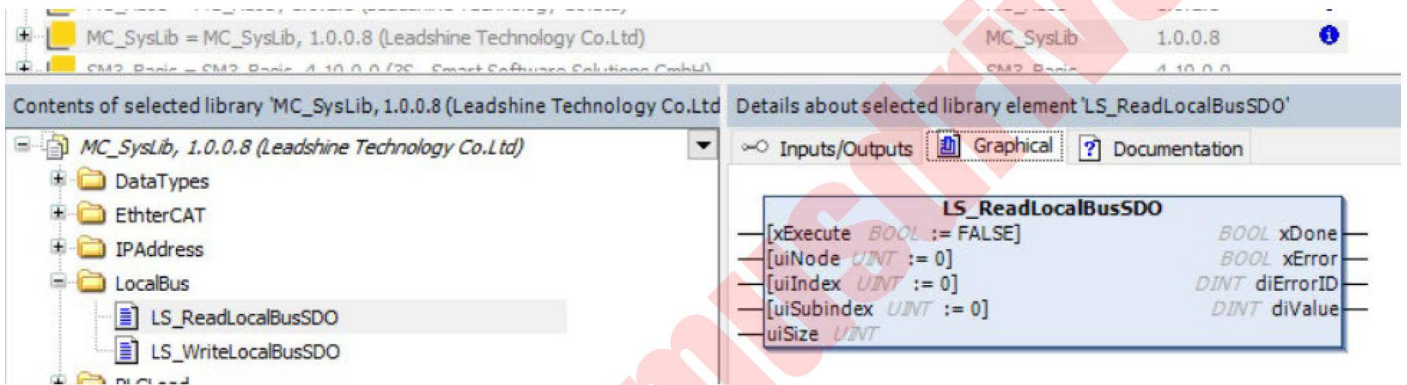 MC_SysLib = MC_SysLib, 1.0.0.8 (Leadshine Technology Co.Ltd) MC_SysLib 1.0.0.8
Contents of selected library 'MC_SysLib, 1.0.0.8 (Leadshine Technology Co.Ltd
MC_SysLib, 1.0.0.8 (Leadshine Technology Co.Ltd)
DataTypes
EthterCAT
IPAddress
LocalBus
LS_ReadLocalBusSDO
LS_WriteLocalBusSDO
Details about selected library element 'LS_ReadLocalBusSDO'
Inputs/Outputs Graphical Documentation
LS_ReadLocalBusSDO
[xExecute BOOL := FALSE] BOOL xDone
[uiNode UINT := 0] BOOL xError
[uiIndex UINT := 0] DINT diErrorID
[uiSubindex UINT := 0] DINT diValue
uiSize UINT